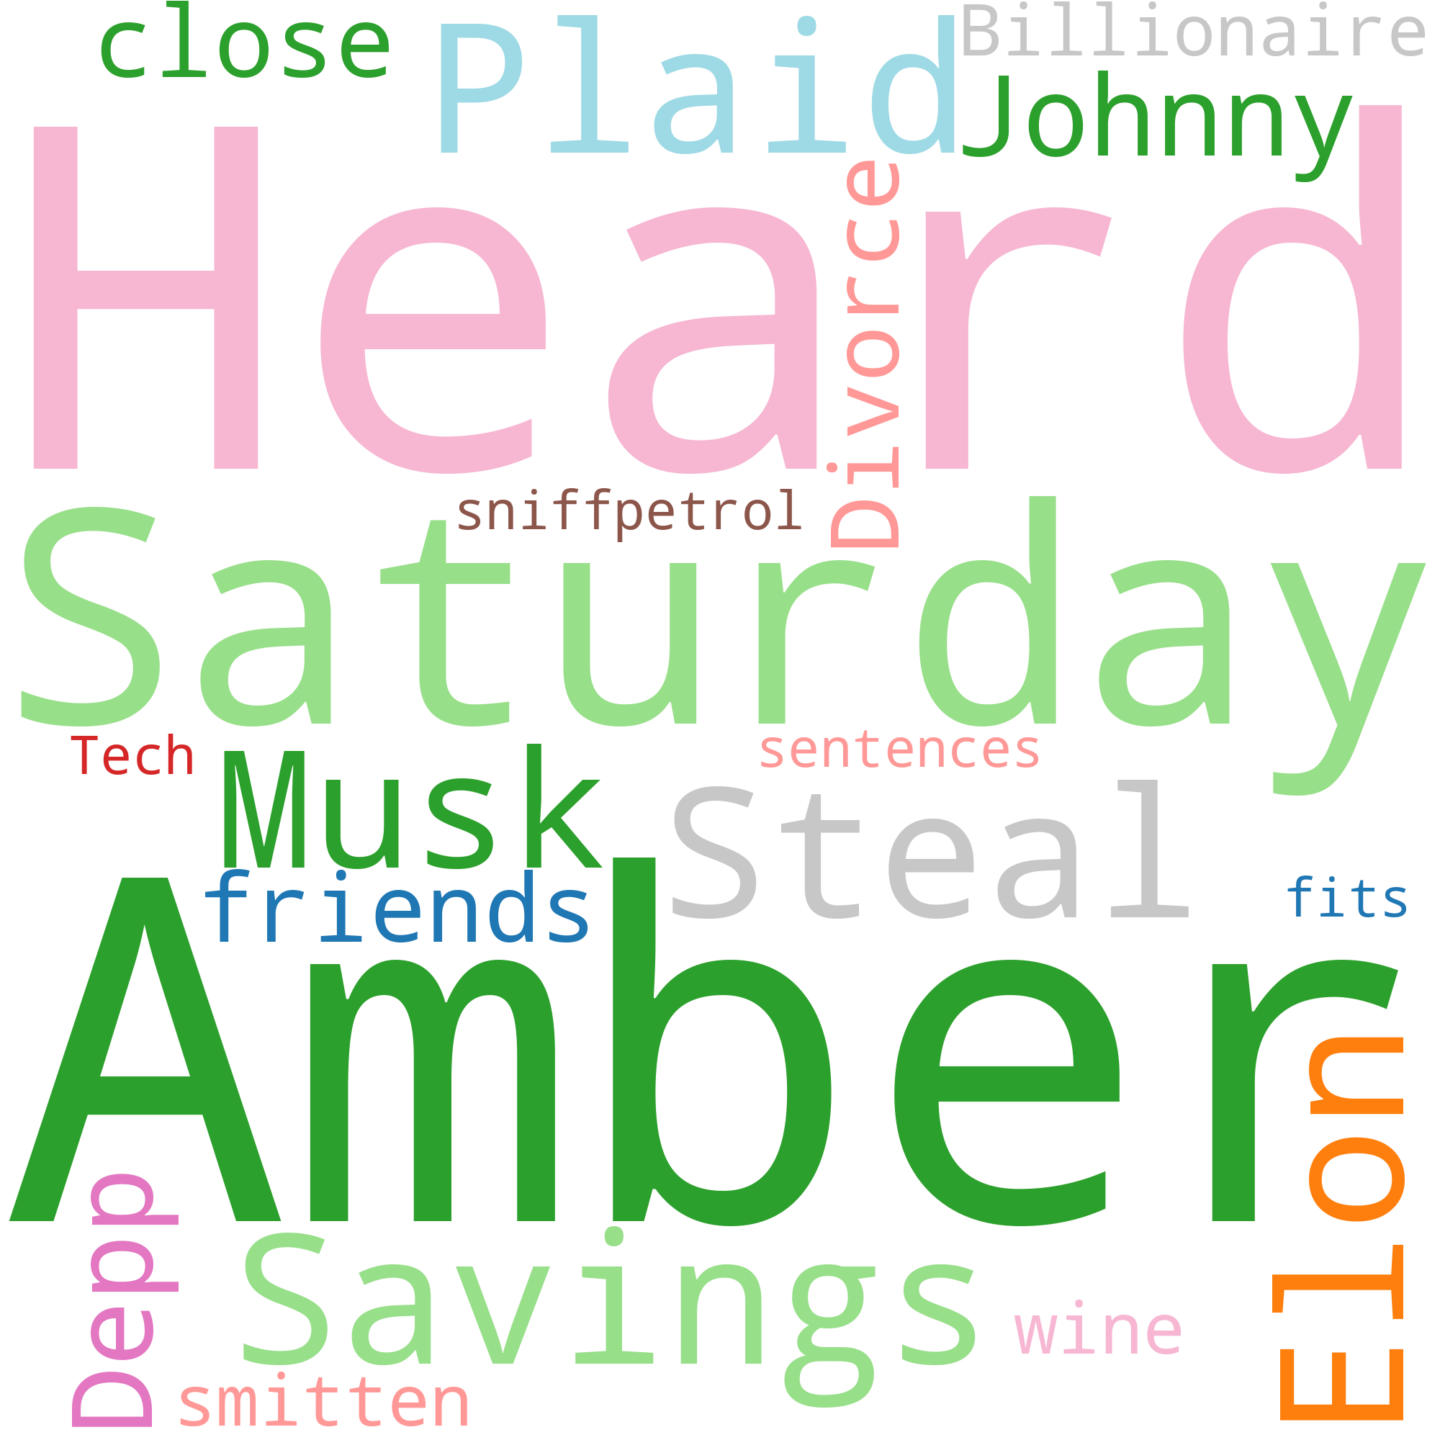 close
Plaid
Billionaire
Johnny
Heard
Divorce
sniffpetrol
Saturday
Tech
sentences
Musk
Steal
friends
fits
Amber
Elon
Depp
Savings
wine
smitten